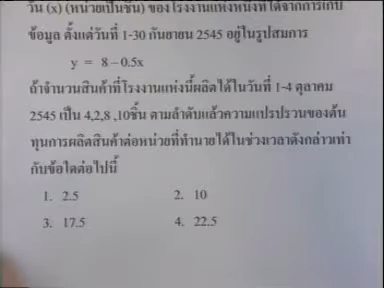 วัน (x) (หน่วยเป็นชิ้น) ของโรงงานแห่งหนึ่งที่ได้จากการเก็บ
ข้อมูล ตั้งแต่วันที่ 1-30 กันยายน 2545 อยู่ในรูปสมการ
y = 8 – 0.5x
ถ้าจำนวนสินค้าที่โรงงานแห่งนี้ผลิตได้ในวันที่ 1-4 ตุลาคม
2545 เป็น 4,2,8 ,10ชิ้น ตามลำดับแล้วความแปรปรวนของต้น
ทุนการผลิตสินค้าต่อหน่วยที่ทำนายได้ในช่วงเวลาดังกล่าวเท่า
กับข้อใดต่อไปนี้
1. 2.5 2. 10
3. 17.5 4. 22.5